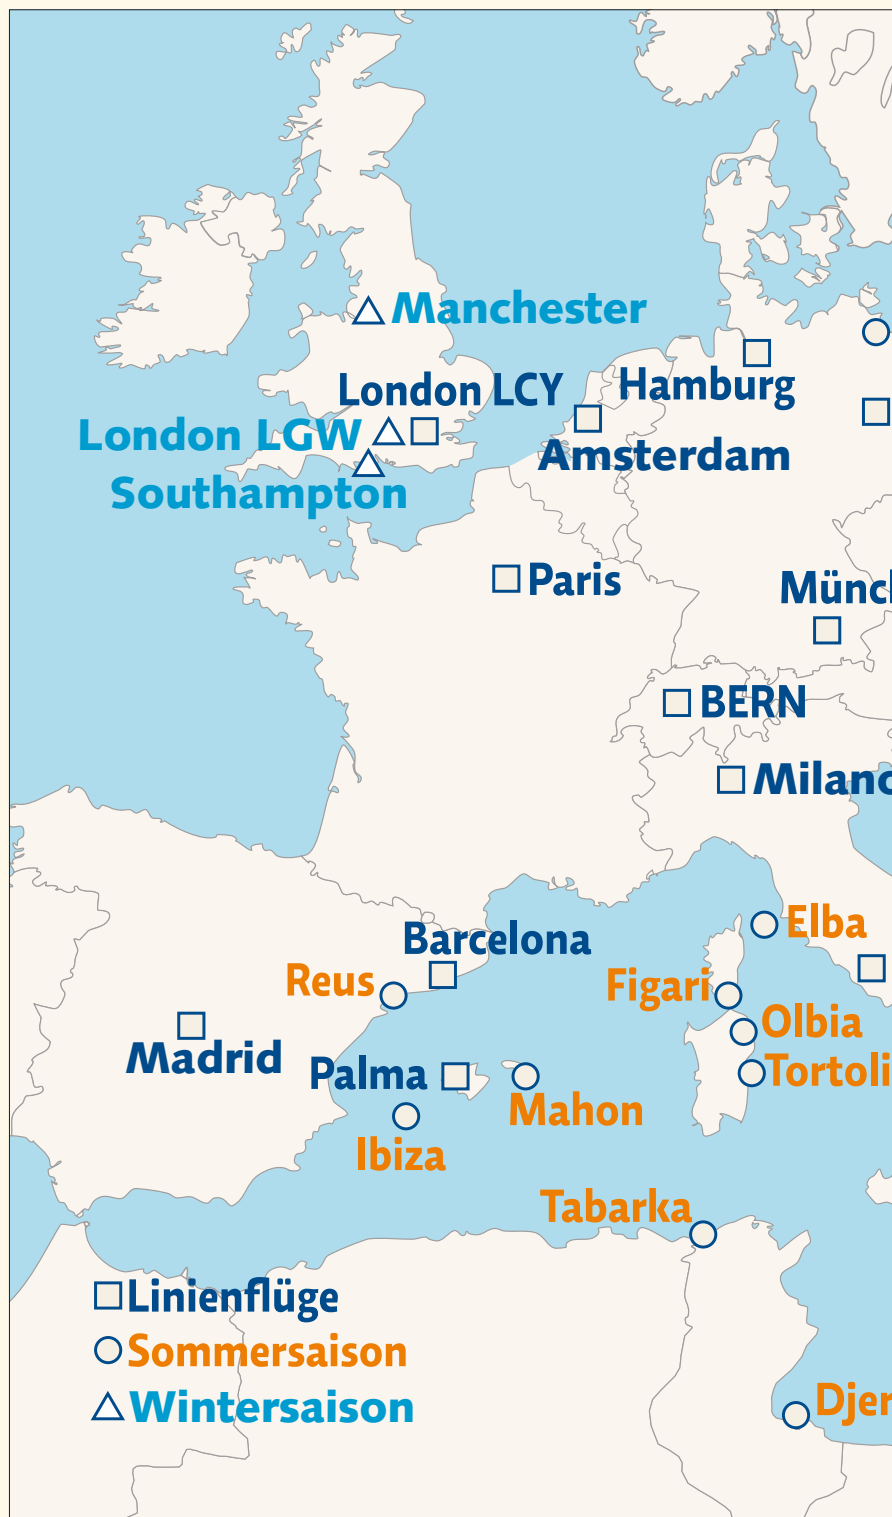 Manchester
Hamburg
London LCY
London LGW
Amsterdam
Southampton
Paris
BERN
Elba
Barcelona
Reus
Figari
Olbia
Madrid
Palma
Tortoli
Mahon
Ibiza
Tabarka
Linienflüge
Sommersaison
Wintersaison